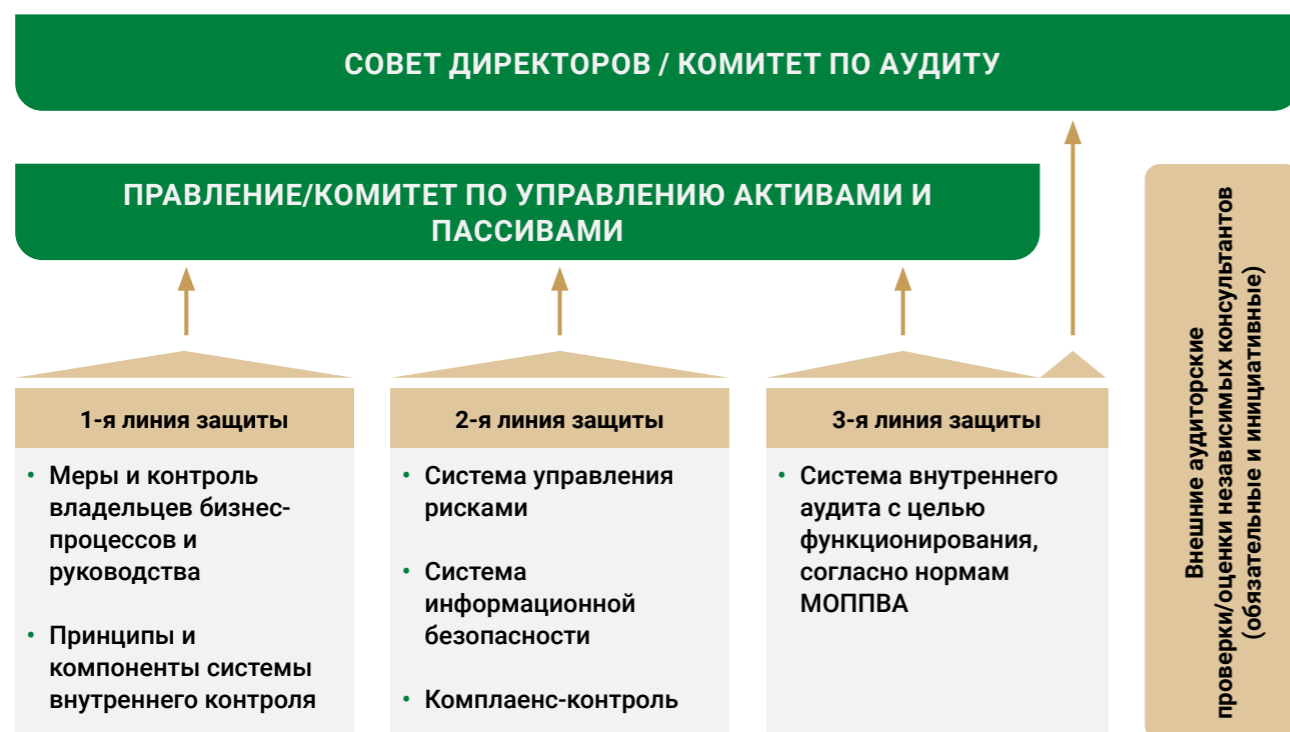 СОВЕТ ДИРЕКТОРОВ / КОМИТЕТ ПО АУДИТУ
ПРАВЛЕНИЕ/КОМИТЕТ ПО УПРАВЛЕНИЮ АКТИВАМИ И
ПАССИВАМИ
1-я линия защиты
• Меры и контроль
владельцев бизнес-
процессов и
руководства
• Принципы и
компоненты системы
внутреннего контроля
2-я линия защиты
• Система управления
рисками
• Система
информационной
безопасности
• Комплаенс-контроль
3-я линия защиты
• Система внутреннего
аудита с целью
функционирования,
согласно нормам
МОППВА
Внешние аудиторские
проверки/оценки независимых консультантов
(обязательные и инициативные)